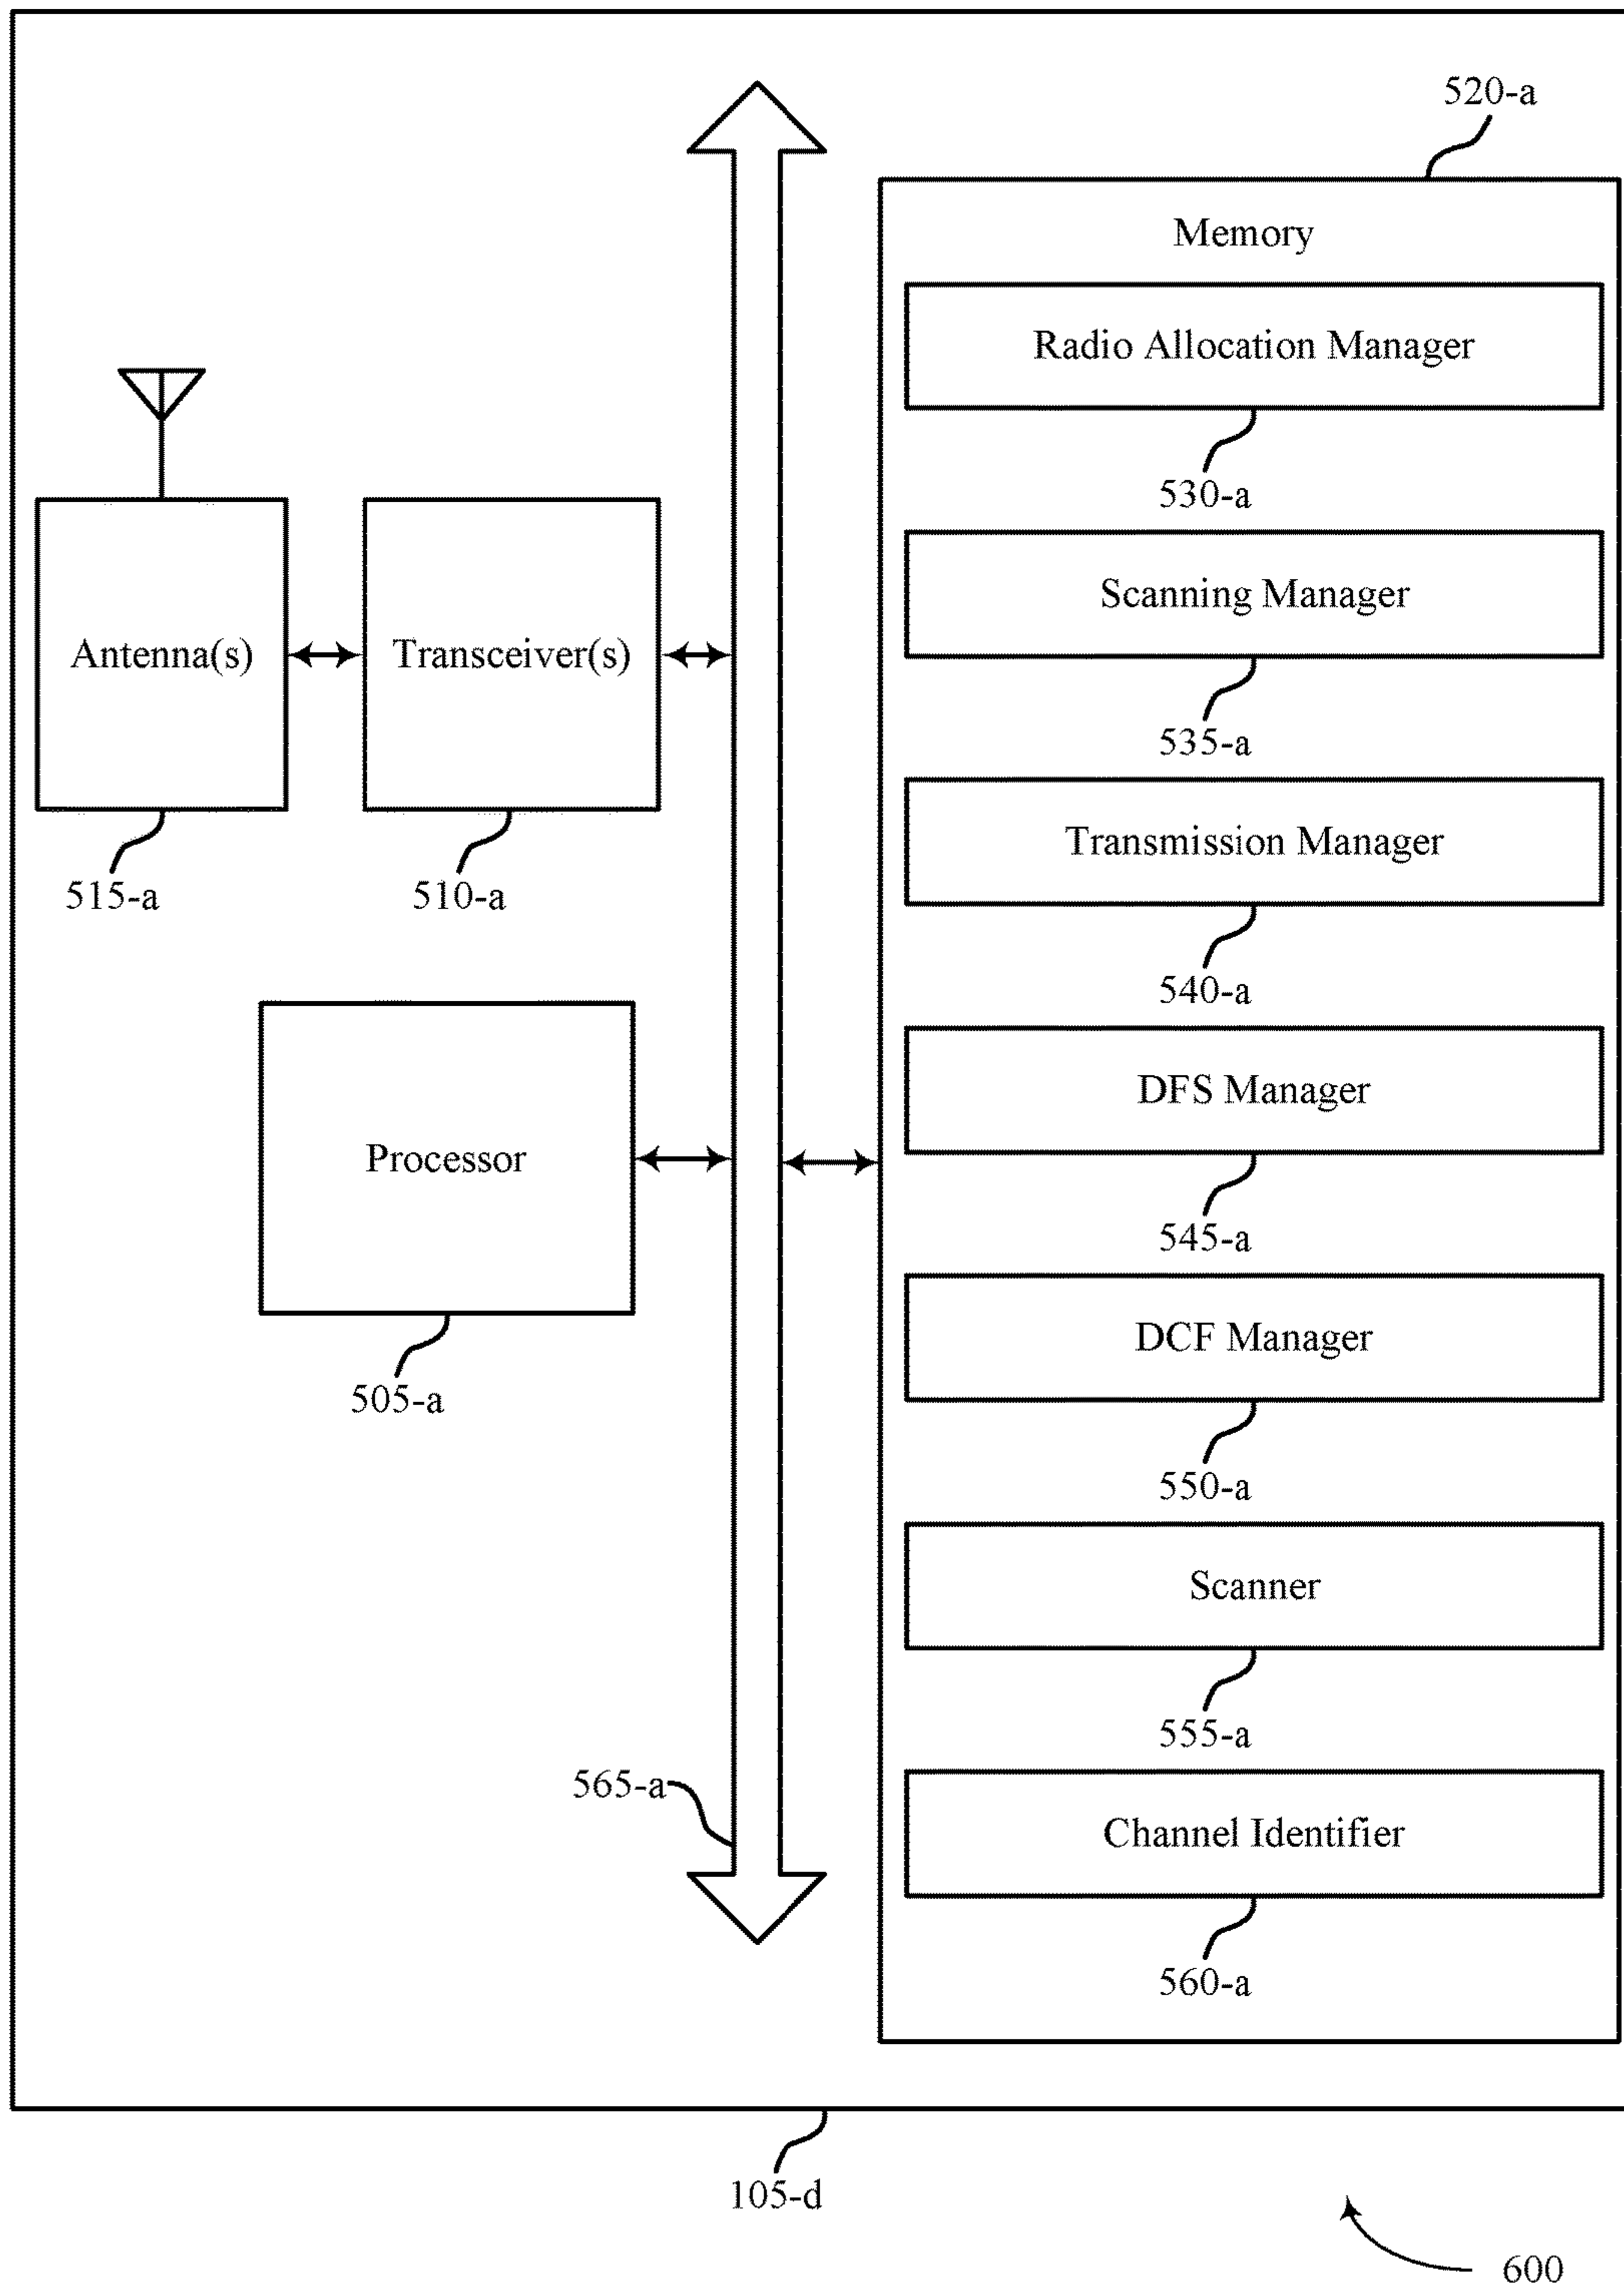 520-a
Memory
Radio Allocation Manager
530-a
Scanning Manager
535-a
Antenna(s)
Transceiver(s)
515-a
510-a
Transmission Manager
540-a
Processor
505-a
DFS Manager
545-a
DCF Manager
550-a
Scanner
555-a
565-a
Channel Identifier
560-a
105-d
600